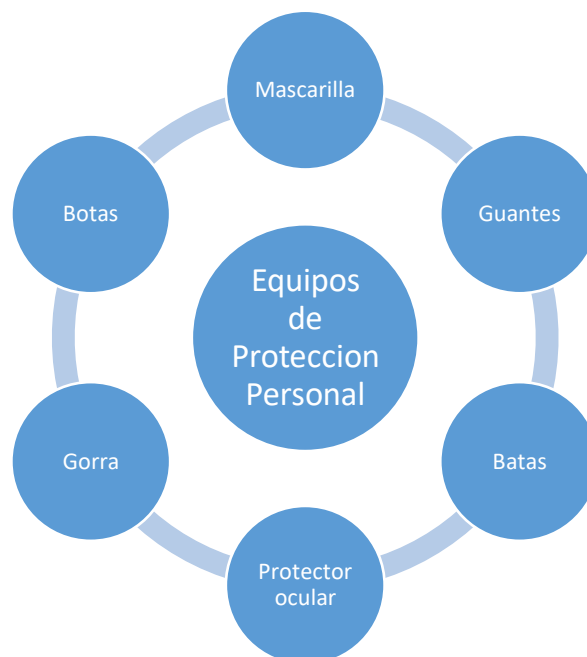 Mascarilla
Botas
Guantes
Equipos
de
Proteccion
Personal
Gorra
Batas
Protector
ocular